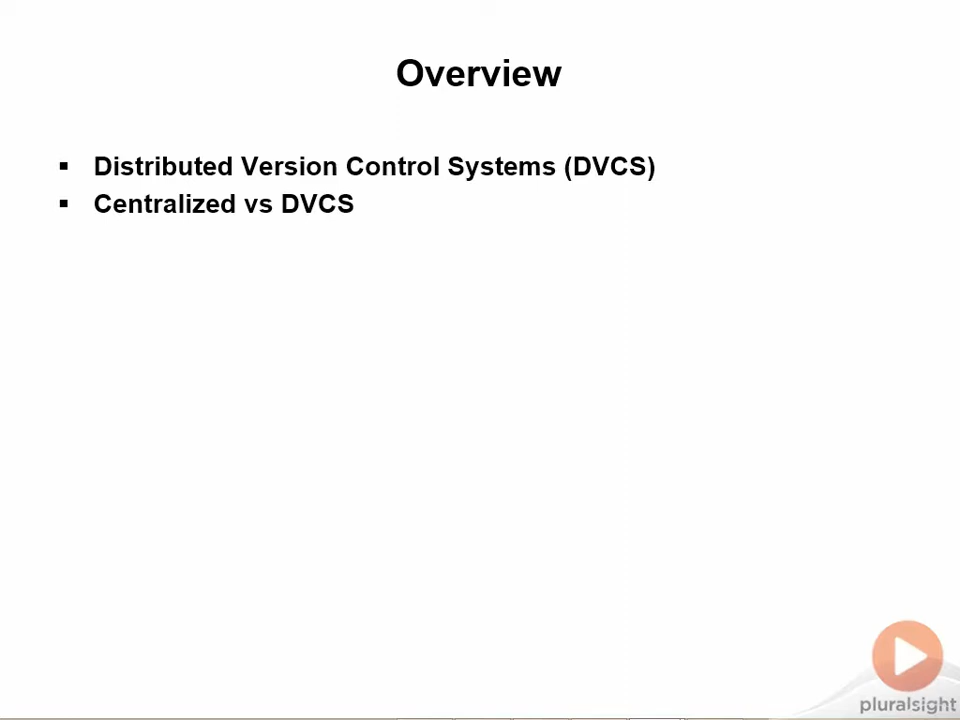 Overview
▪ Distributed Version Control Systems (DVCS)
▪ Centralized vs DVCS
pluralsight